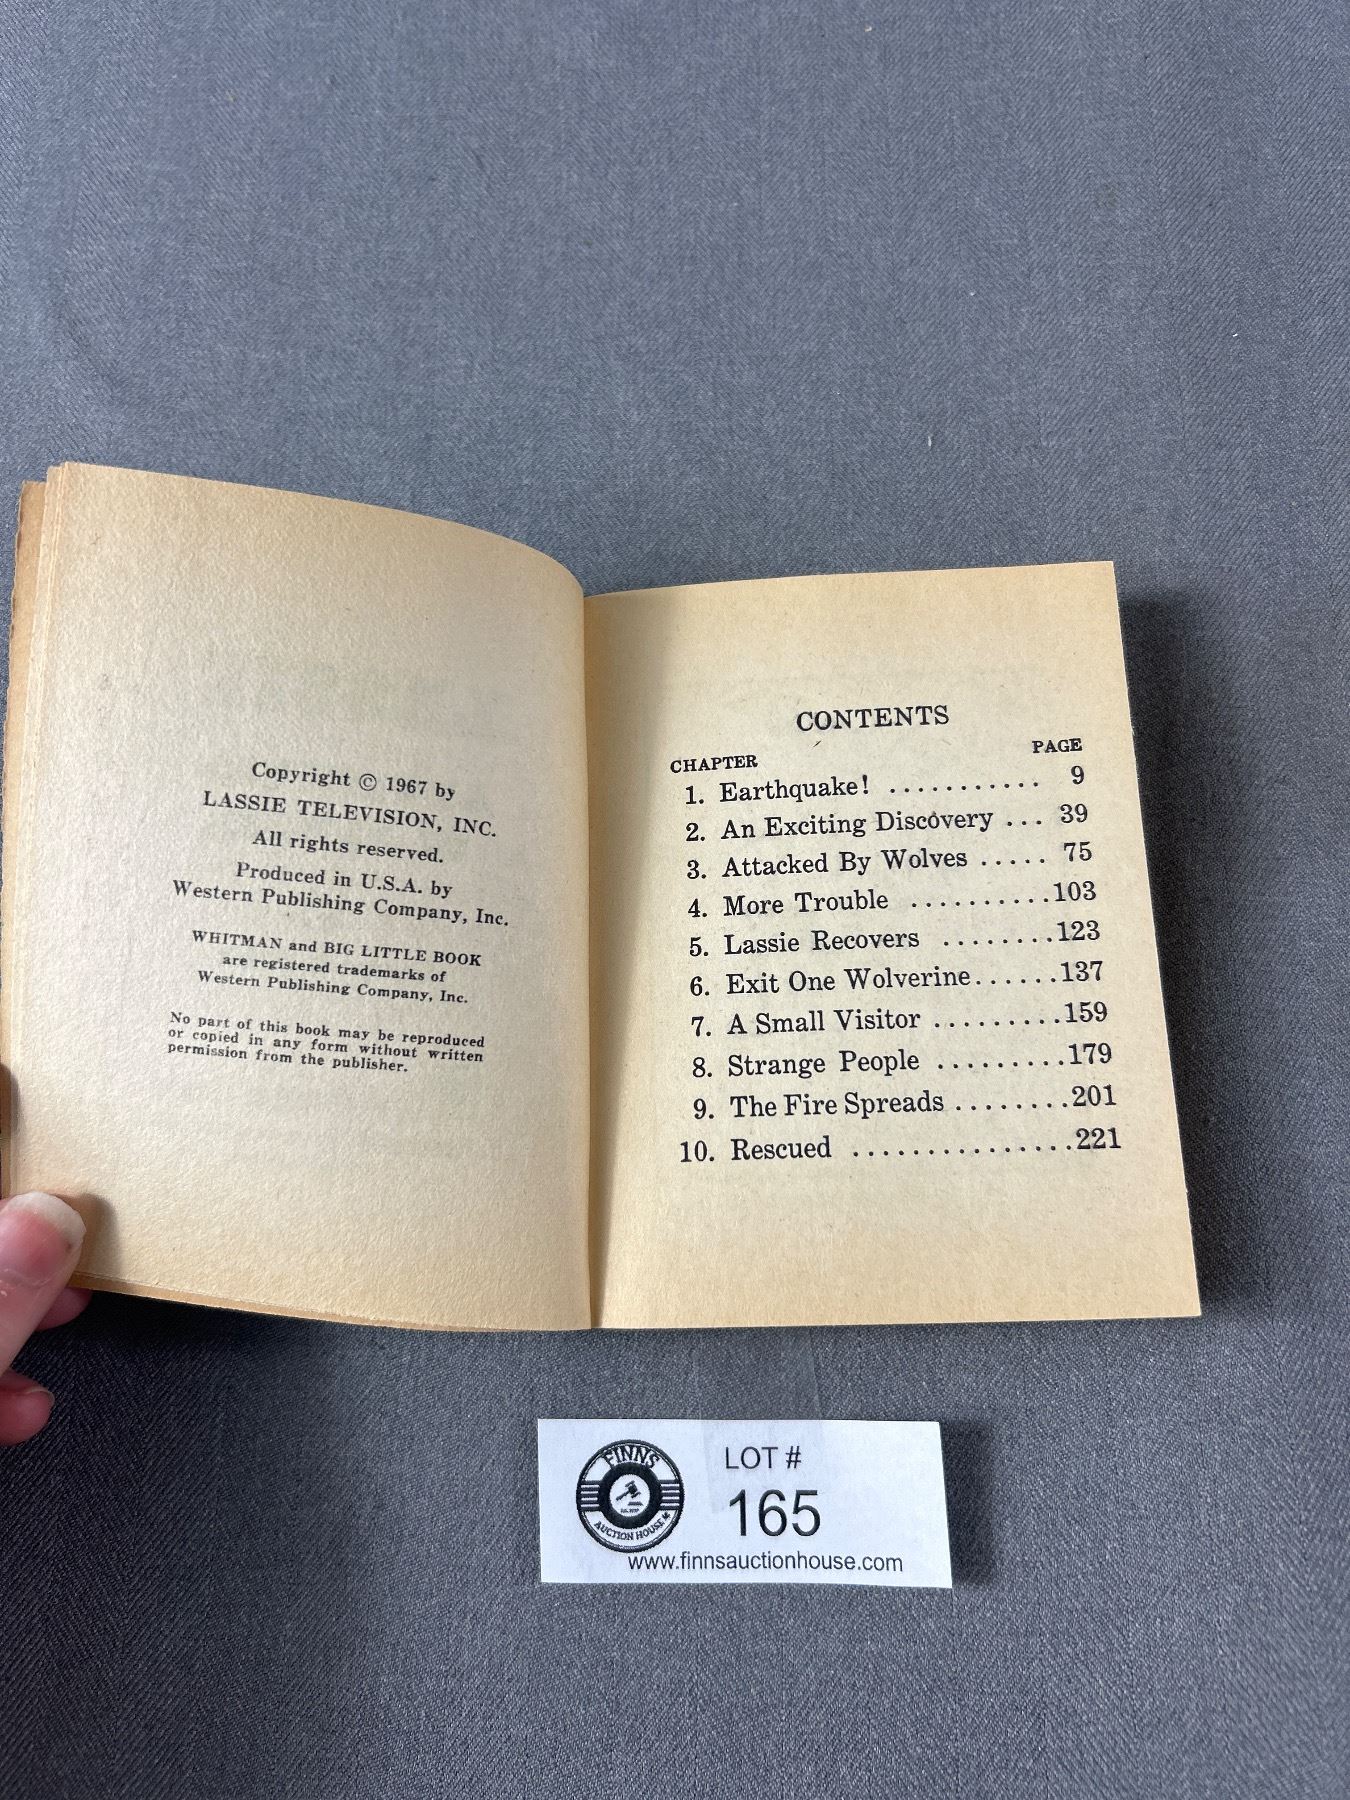 Copyright © 1967 by
LASSIE TELEVISION, INC.
All rights reserved.
Produced in U.S.A. by
Western Publishing Company, Inc.
WHITMAN and BIG LITTLE BOOK
are registered trademarks of
Western Publishing Company, Inc.
No part of this book may be reproduced
or copied in any form without written
permission from the publisher.
CONTENTS
CHAPTER PAGE
1. Earthquake! ........... 9
2. An Exciting Discovery ... 39
3. Attacked By Wolves ..... 75
4. More Trouble ..........103
5. Lassie Recovers ........123
6. Exit One Wolverine......137
7. A Small Visitor .........159
8. Strange People .........179
9. The Fire Spreads ........201
10. Rescued ...............221
FINNS
AUCTION HOUSE
LOT #
165
www.finnsauctionhouse.com